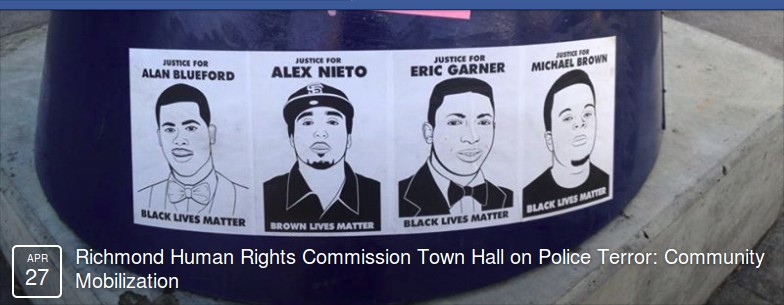 JUSTICE FOR
ALAN BLUEFORD
BLACK LIVES MATTER
JUSTICE FOR
ALEX NIETO
SF
BROWN LIVES MATTER
JUSTICE FOR
ERIC GARNER
BLACK LIVES MATTER
JUSTICE FOR
MICHAEL BROWN
BLACK LIVES MATTER
APR
27
Richmond Human Rights Commission Town Hall on Police Terror: Community
Mobilization